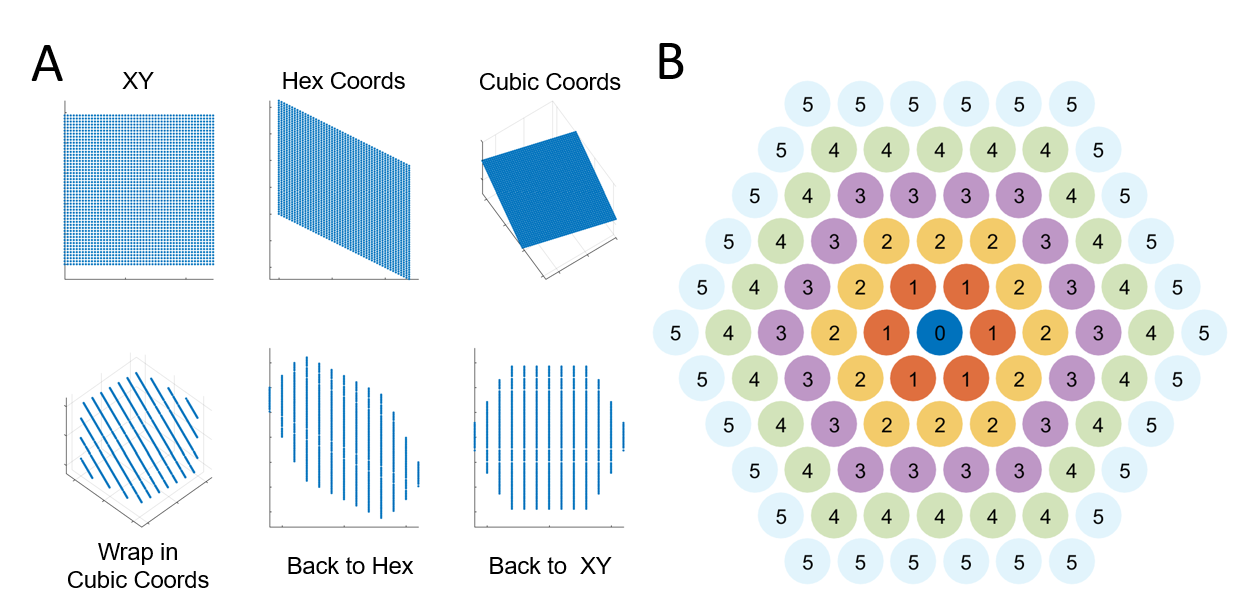 A
XY
Hex Coords
Cubic Coords
Wrap in
Cubic Coords
Back to Hex
Back to XY
B
5 5 5 5 5 5
5 4 4 4 4 4 5
5 4 3 3 3 3 4 5
5 4 3 2 2 2 3 4 5
5 4 3 2 1 1 2 3 4 5
5 4 3 2 1 0 1 2 3 4 5
5 4 3 2 1 1 2 3 4 5
5 4 3 2 2 2 3 4 5
5 4 3 3 3 3 4 5
5 4 4 4 4 4 5
5 5 5 5 5 5